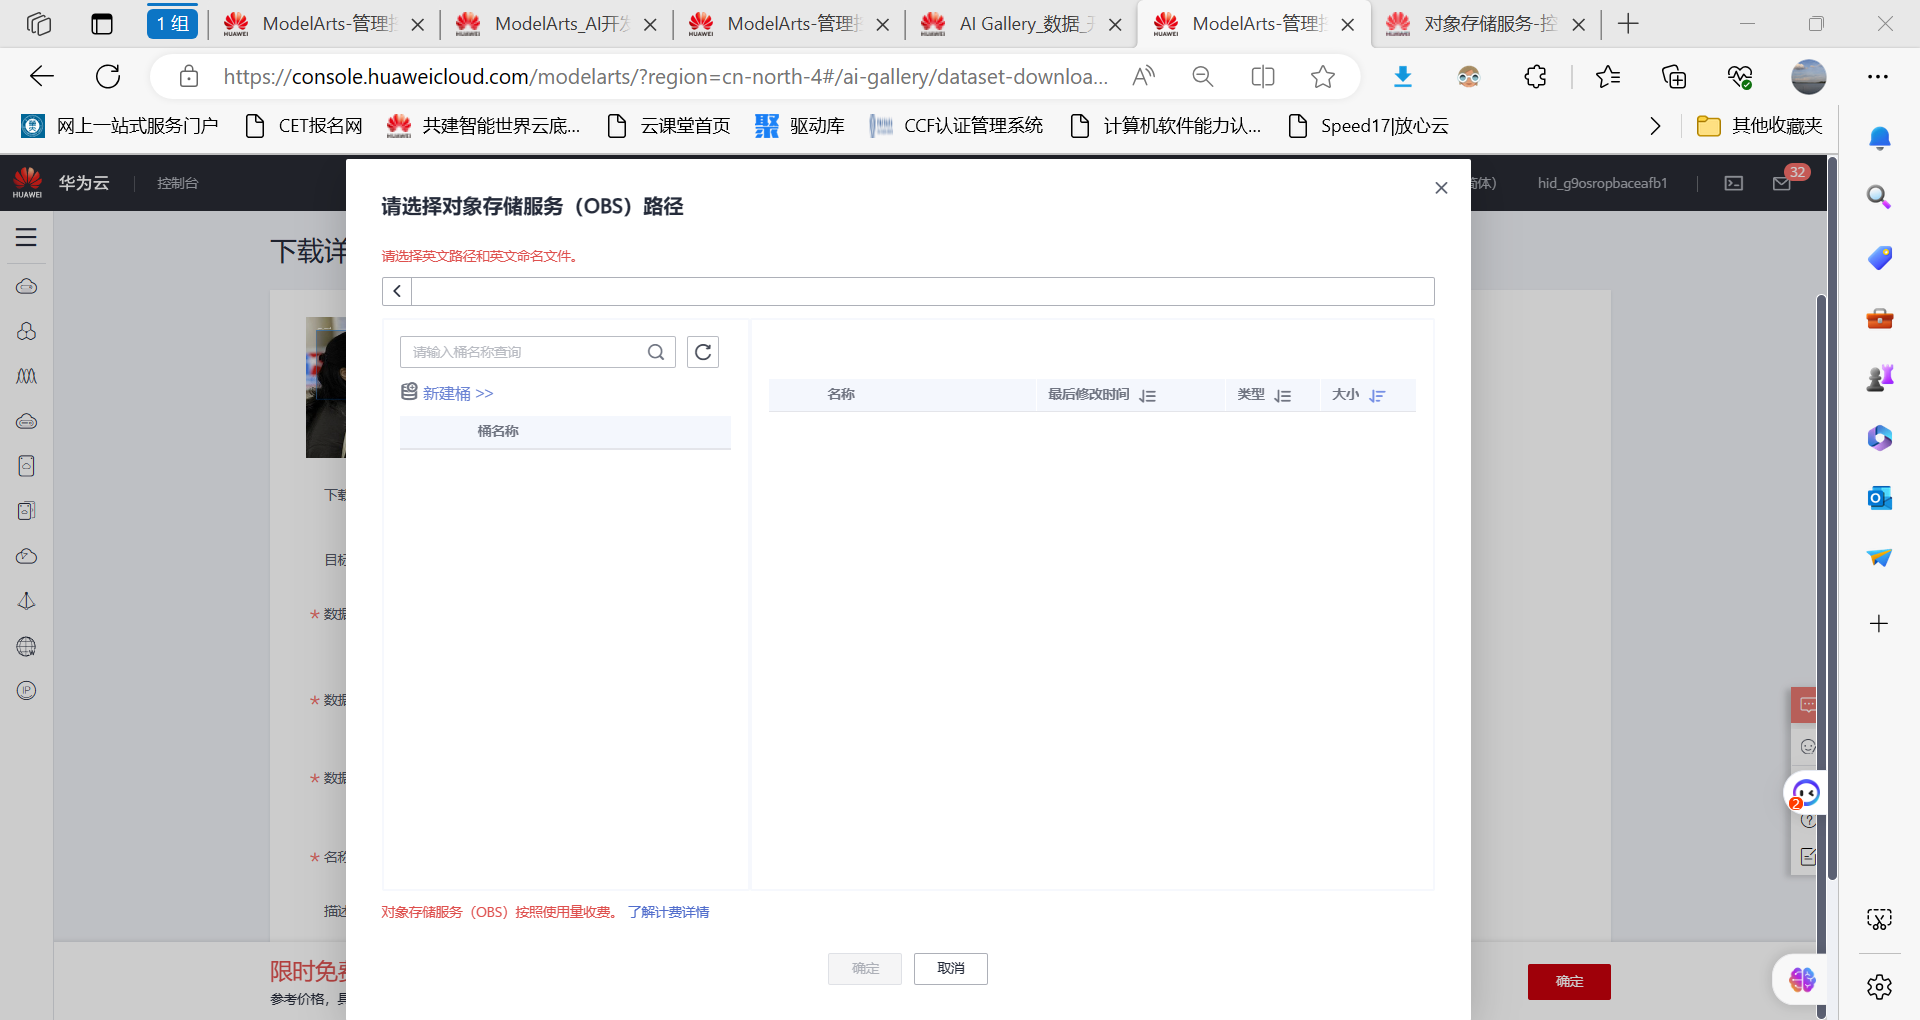 1 组
ModelArts-管理控
ModelArts_AI开发
ModelArts-管理控
AI Gallery_数据_开
ModelArts-管理控
对象存储服务-控
https://console.huaweicloud.com/modelarts/?region=cn-north-4#/ai-gallery/dataset-downloa...
网上一站式服务门户
CET报名网
共建智能世界云底...
云课堂首页
驱动库
CCF认证管理系统
计算机软件能力认...
Speed17|放心云
其他收藏夹
HUAWEI
华为云
控制台
简体)
hid_g9osropbaceafb1
32
下载详
请选择对象存储服务（OBS）路径
请选择英文路径和英文命名文件。
请输入桶名称查询
新建桶 >>
桶名称
名称
最后修改时间
类型
大小
下载
目标
* 数据
* 数据
* 数据
* 名称
描述
对象存储服务（OBS）按照使用量收费。 了解计费详情
确定
取消
限时免费
参考价格，具
确定
2